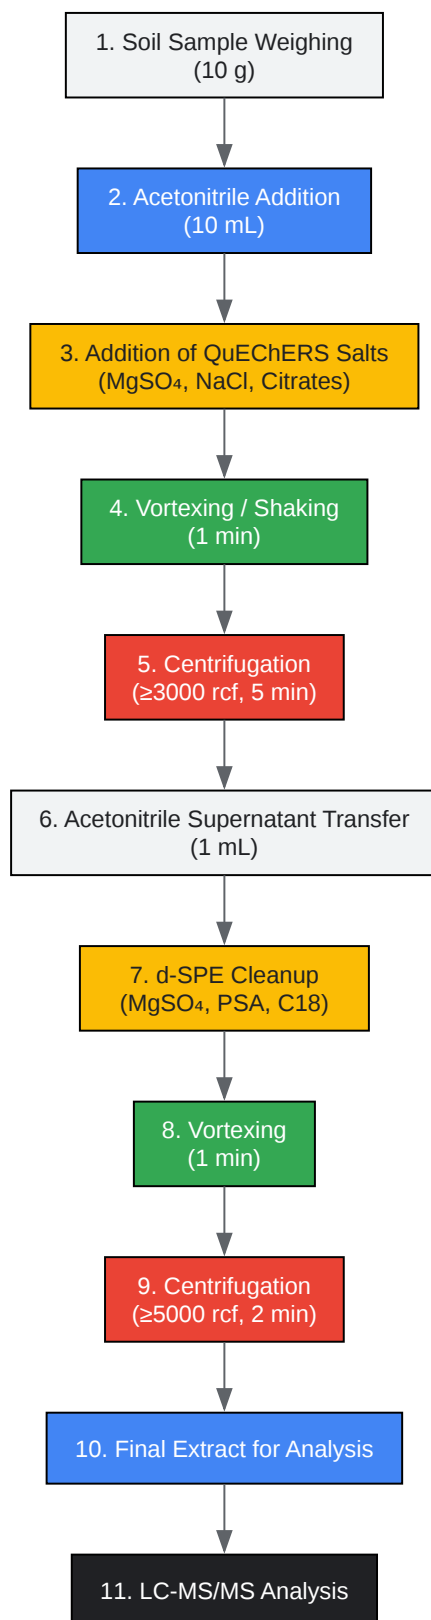 1. Soil Sample Weighing
(10 g)
2. Acetonitrile Addition
(10 mL)
3. Addition of QuEChERS Salts
(MgSO₄, NaCl, Citrates)
4. Vortexing / Shaking
(1 min)
5. Centrifugation
(≥3000 rcf, 5 min)
6. Acetonitrile Supernatant Transfer
(1 mL)
7. d-SPE Cleanup
(MgSO₄, PSA, C18)
8. Vortexing
(1 min)
9. Centrifugation
(≥5000 rcf, 2 min)
10. Final Extract for Analysis
11. LC-MS/MS Analysis